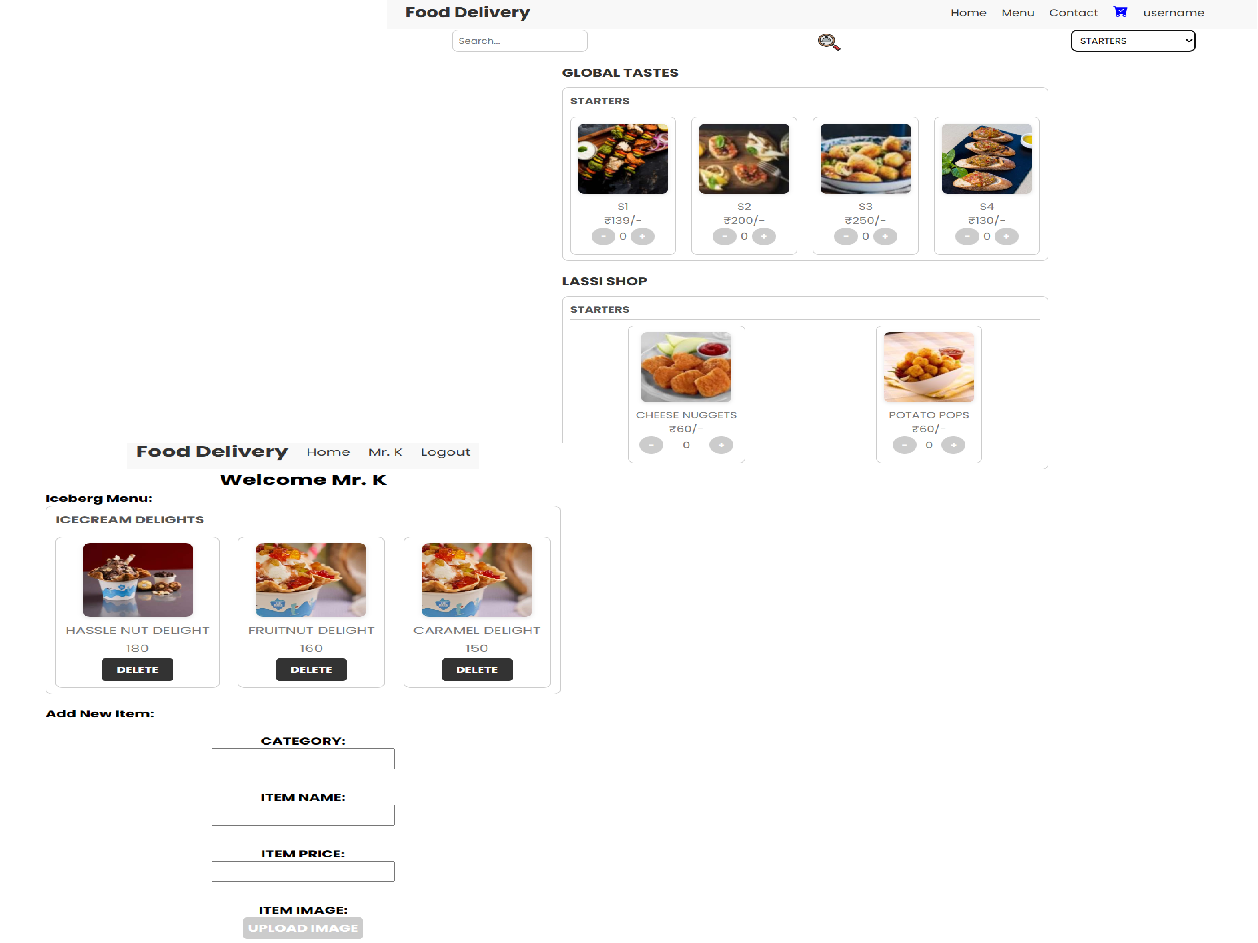 Food Delivery Home Menu Contact username
Search... STARTERS
GLOBAL TASTES
STARTERS
S1 S2 S3 S4
₹139/- ₹200/- ₹250/- ₹130/-
- 0 + - 0 + - 0 + - 0 +
LASSI SHOP
STARTERS
CHEESE NUGGETS POTATO POPS
₹60/- ₹60/-
- 0 + - 0 +
Food Delivery Home Mr. K Logout
Welcome Mr. K
Iceberg Menu:
ICECREAM DELIGHTS
HASSLE NUT DELIGHT FRUITNUT DELIGHT CARAMEL DELIGHT
180 160 150
DELETE DELETE DELETE
Add New Item:
CATEGORY:
ITEM NAME:
ITEM PRICE:
ITEM IMAGE:
UPLOAD IMAGE